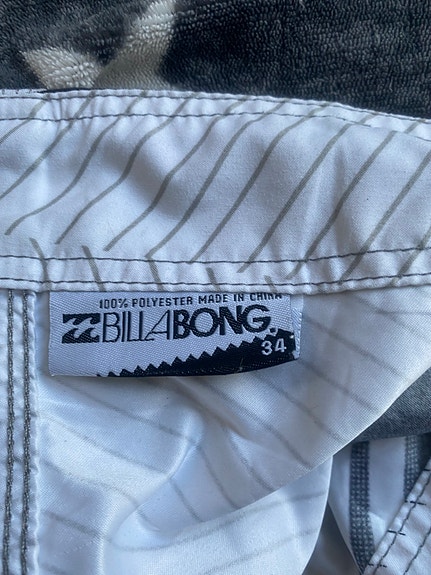 100% POLYESTER MADE IN CHINA
BILLABONG
34